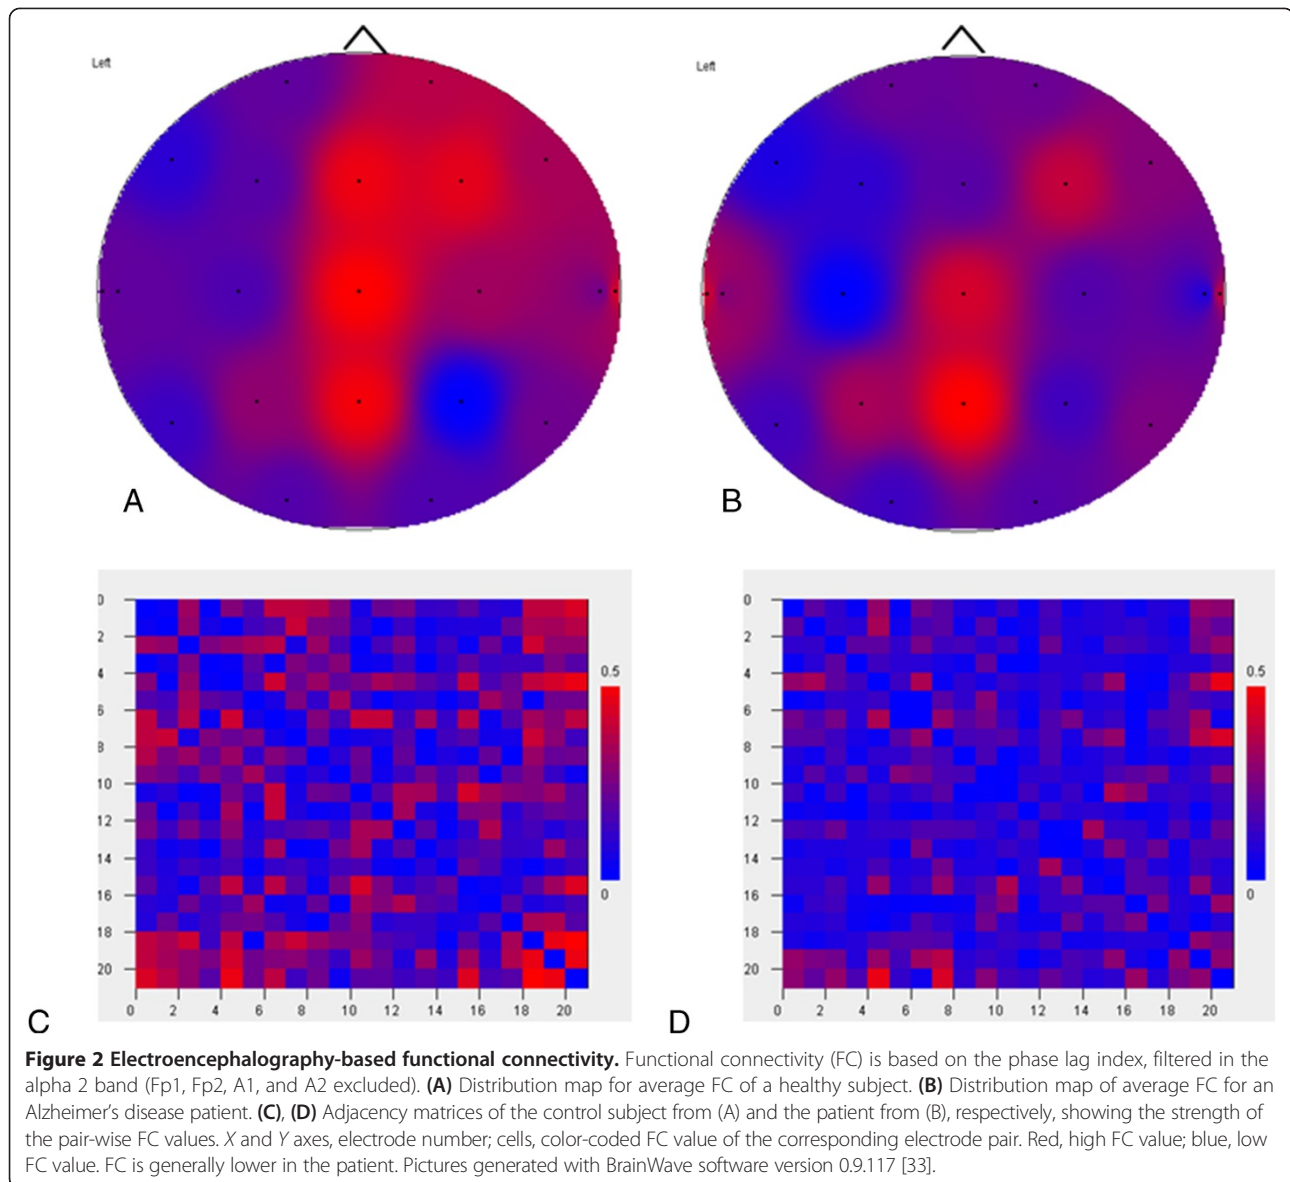 Left
Left
A
B
0
2
4
6
8
10
12
14
16
18
20
0 2 4 6 8 10 12 14 16 18 20
0.5
0
C
0
2
4
6
8
10
12
14
16
18
20
0 2 4 6 8 10 12 14 16 18 20
0.5
0
D
Figure 2 Electroencephalography-based functional connectivity. Functional connectivity (FC) is based on the phase lag index, filtered in the
alpha 2 band (Fp1, Fp2, A1, and A2 excluded). (A) Distribution map for average FC of a healthy subject. (B) Distribution map of average FC for an
Alzheimer's disease patient. (C), (D) Adjacency matrices of the control subject from (A) and the patient from (B), respectively, showing the strength of
the pair-wise FC values. X and Y axes, electrode number; cells, color-coded FC value of the corresponding electrode pair. Red, high FC value; blue, low
FC value. FC is generally lower in the patient. Pictures generated with BrainWave software version 0.9.117 [33].